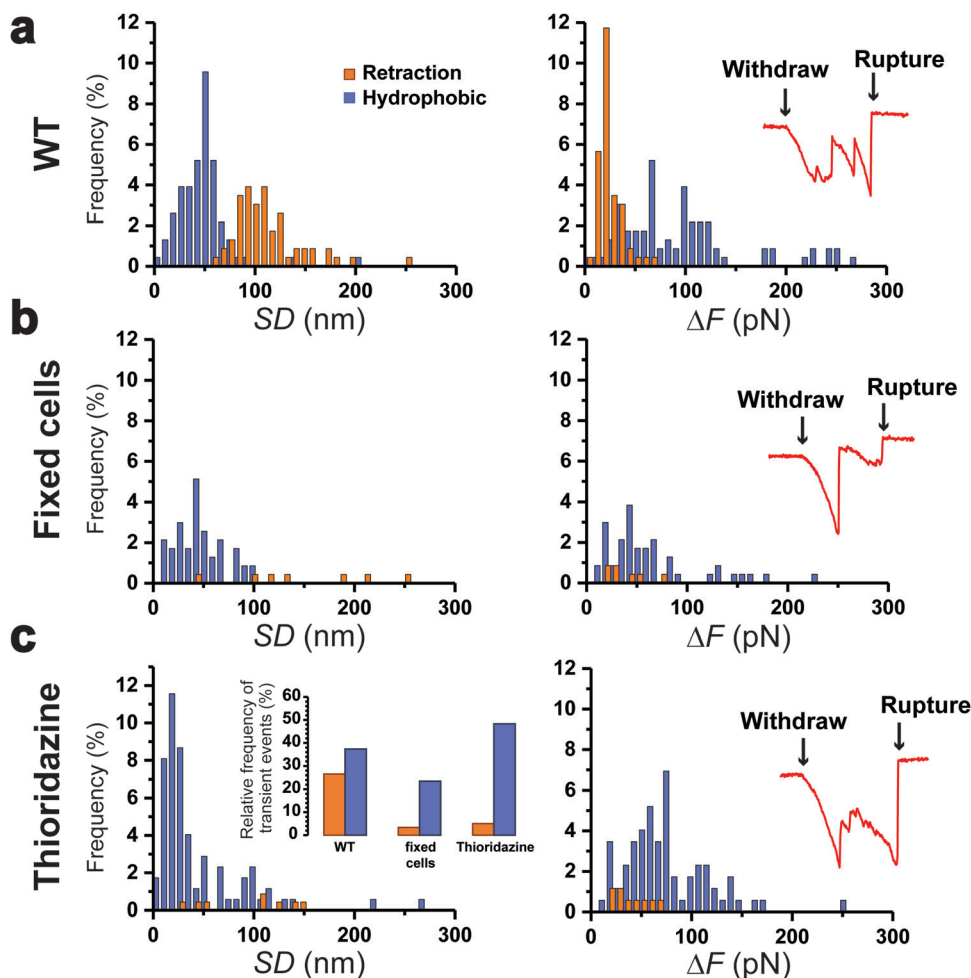 a
WT
Frequency (%)
12
10
8
6
4
2
0
0
100
200
300
SD (nm)
Retraction
Hydrophobic
12
10
8
6
4
2
0
0
100
200
300
ΔF (pN)
Withdraw
Rupture
b
Fixed cells
Frequency (%)
12
10
8
6
4
2
0
0
100
200
300
SD (nm)
12
10
8
6
4
2
0
0
100
200
300
ΔF (pN)
Withdraw
Rupture
c
Thioridazine
Frequency (%)
12
10
8
6
4
2
0
0
100
200
300
SD (nm)
Relative frequency of
transient events (%)
60
50
40
30
20
10
0
WT
fixed
cells
Thioridazine
10
8
6
4
2
0
0
100
200
300
ΔF (pN)
Withdraw
Rupture